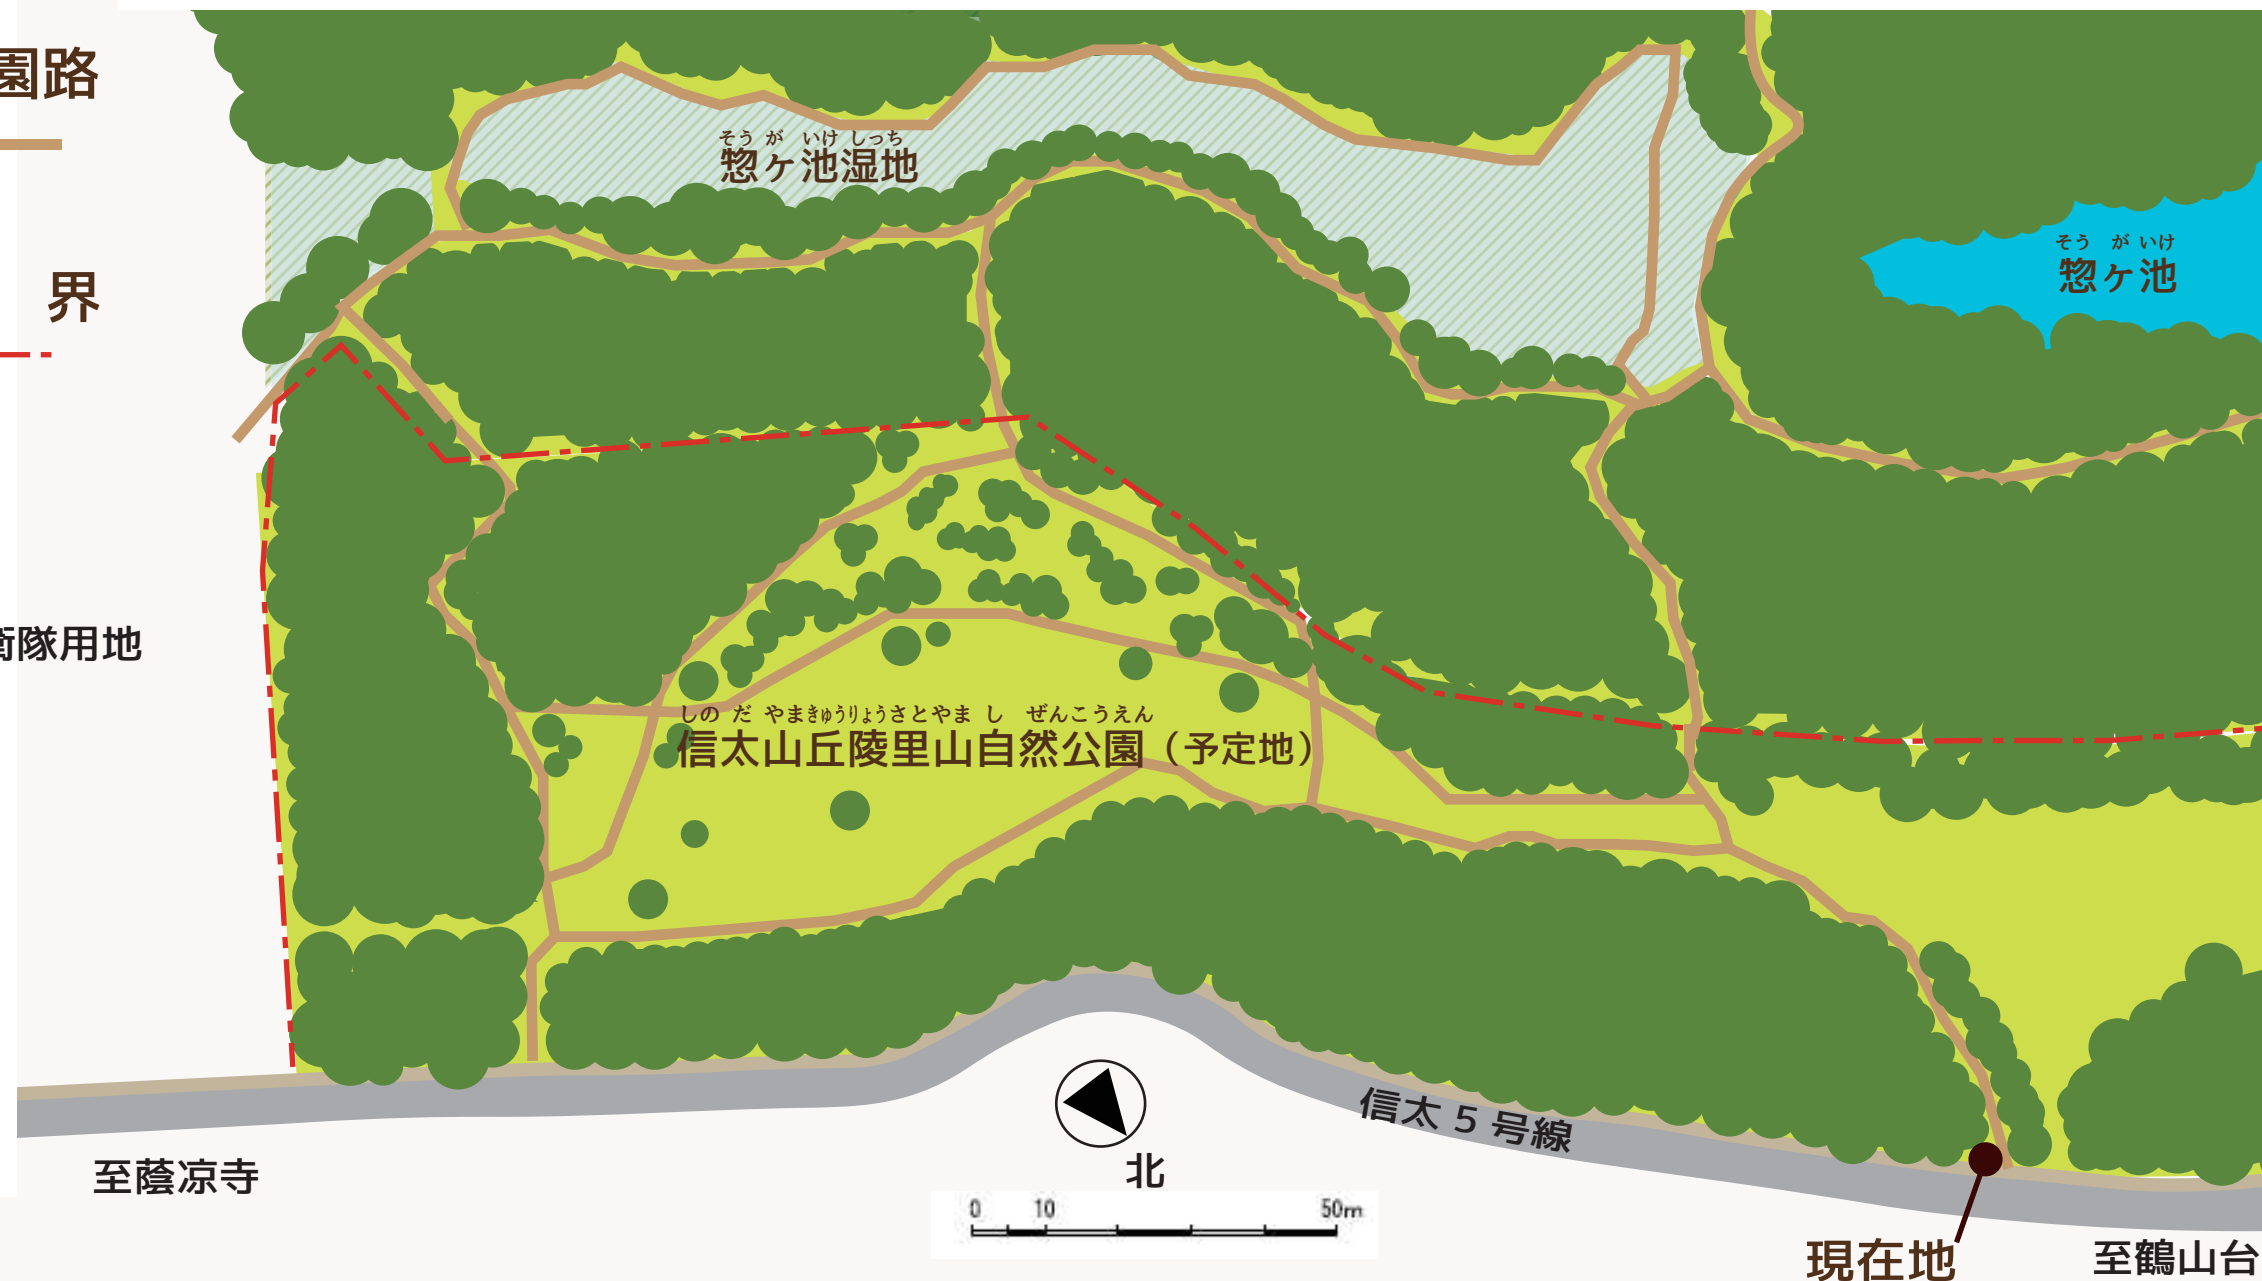 園路
界
衛隊用地
そう が いけ しっち
惣ヶ池湿地
そう が いけ
惣ヶ池
しの だ やまきゅうりょうさとやま し ぜんこうえん
信太山丘陵里山自然公園（予定地）
信太５号線
至蔭凉寺
北
0 10 50m
現在地
至鶴山台